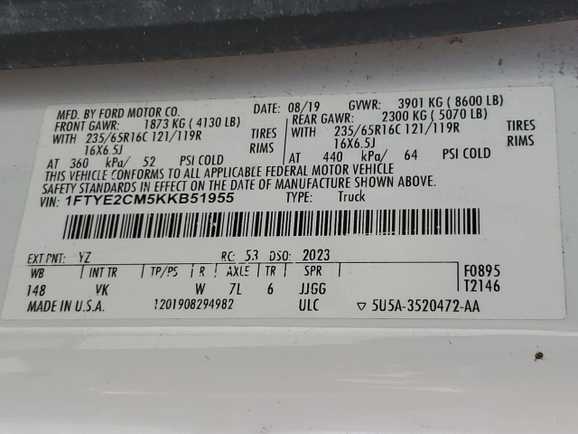 MFD. BY FORD MOTOR CO. DATE: 08/19 GVWR: 3901 KG ( 8600 LB)
FRONT GAWR: 1873 KG ( 4130 LB) REAR GAWR: 2300 KG ( 5070 LB)
WITH 235/65R16C 121/119R TIRES WITH 235/65R16C 121/119R TIRES
16X6.5J RIMS 16X6.5J RIMS
AT 360 kPa/ 52 PSI COLD AT 440 kPa/ 64 PSI COLD
THIS VEHICLE CONFORMS TO ALL APPLICABLE FEDERAL MOTOR VEHICLE
SAFETY STANDARDS IN EFFECT ON THE DATE OF MANUFACTURE SHOWN ABOVE.
VIN: 1FTYE2CM5KKB51955 TYPE: Truck
EXT PNT: YZ RC: 53 DSO: 2023
WB INT TR TP/PS R AXLE TR SPR F0895
148 VK W 7L 6 JJGG T2146
MADE IN U.S.A. 1201908294982 ULC ▽ 5U5A-3520472-AA